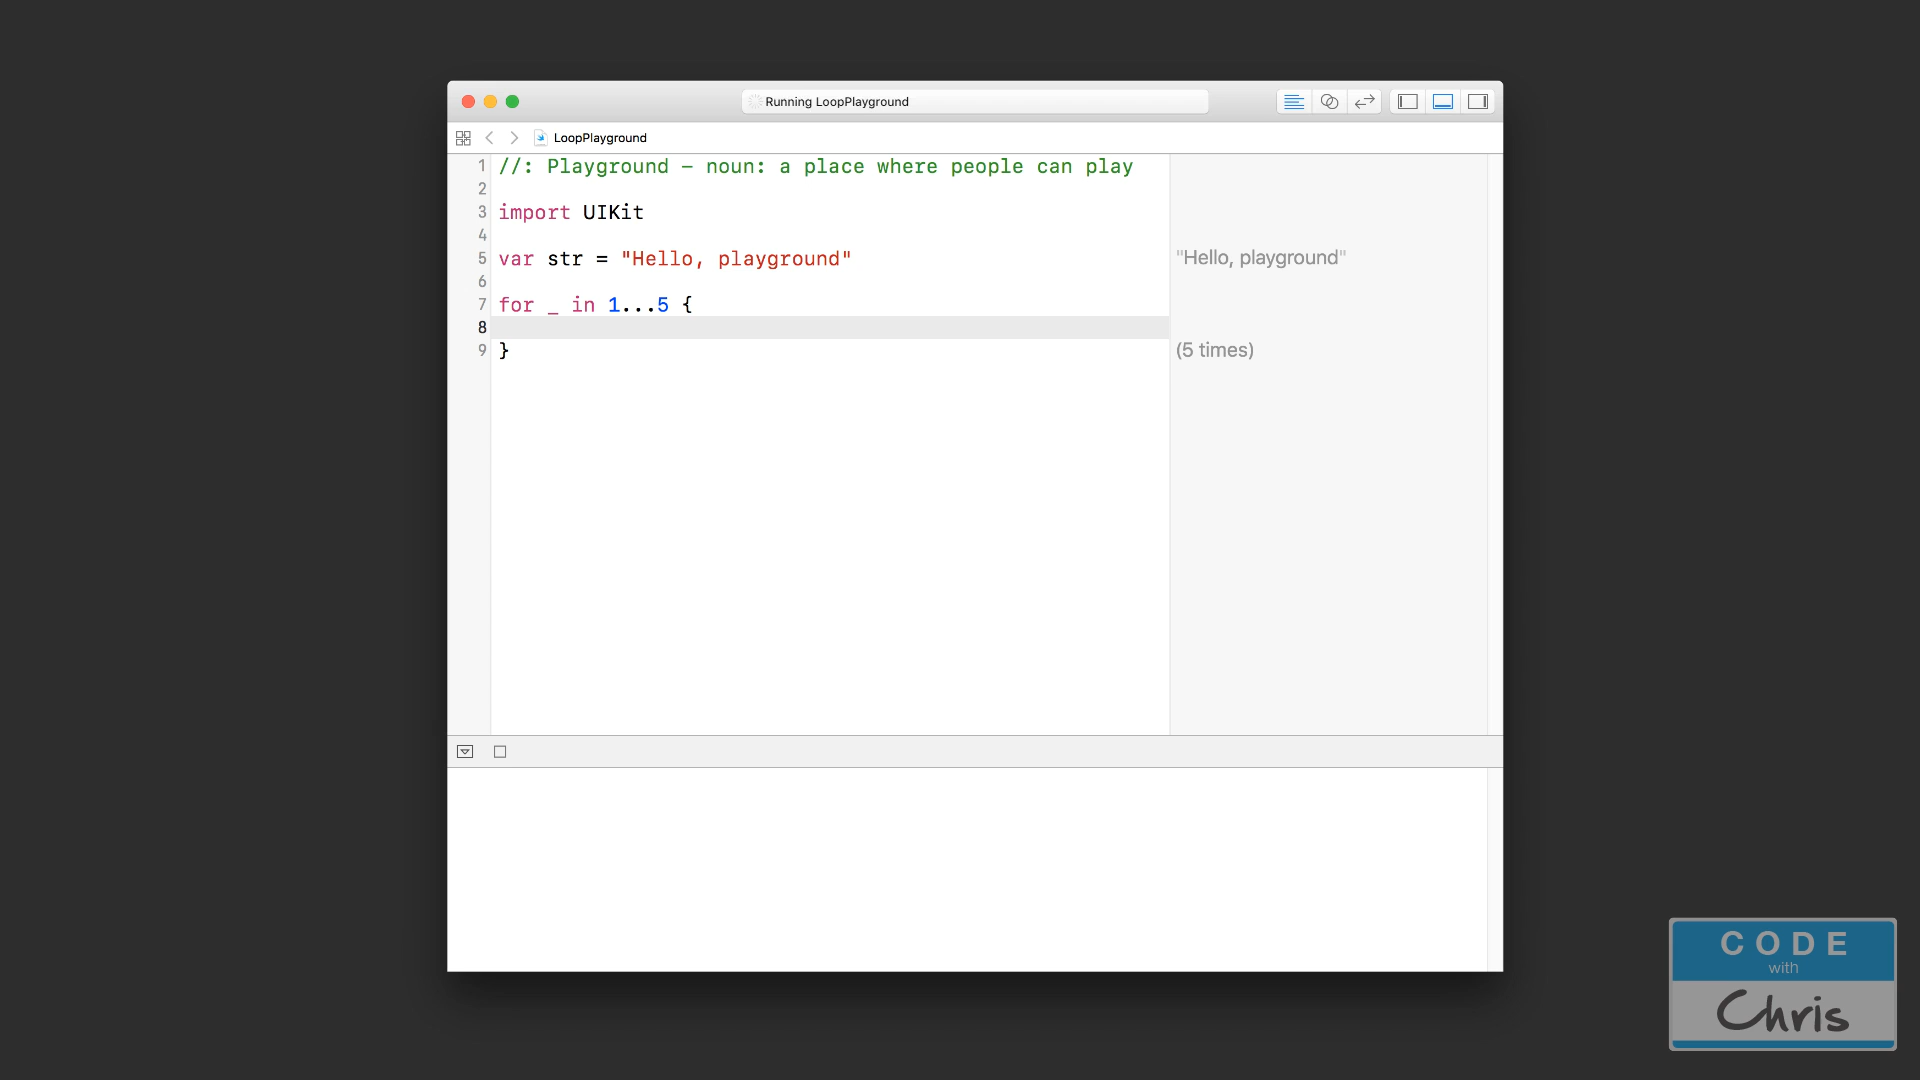 Running LoopPlayground
LoopPlayground
1 //: Playground – noun: a place where people can play
2
3 import UIKit
4
5 var str = "Hello, playground"
"Hello, playground"
6
7 for _ in 1...5 {
8
9 }
(5 times)
CODE
with
Chris